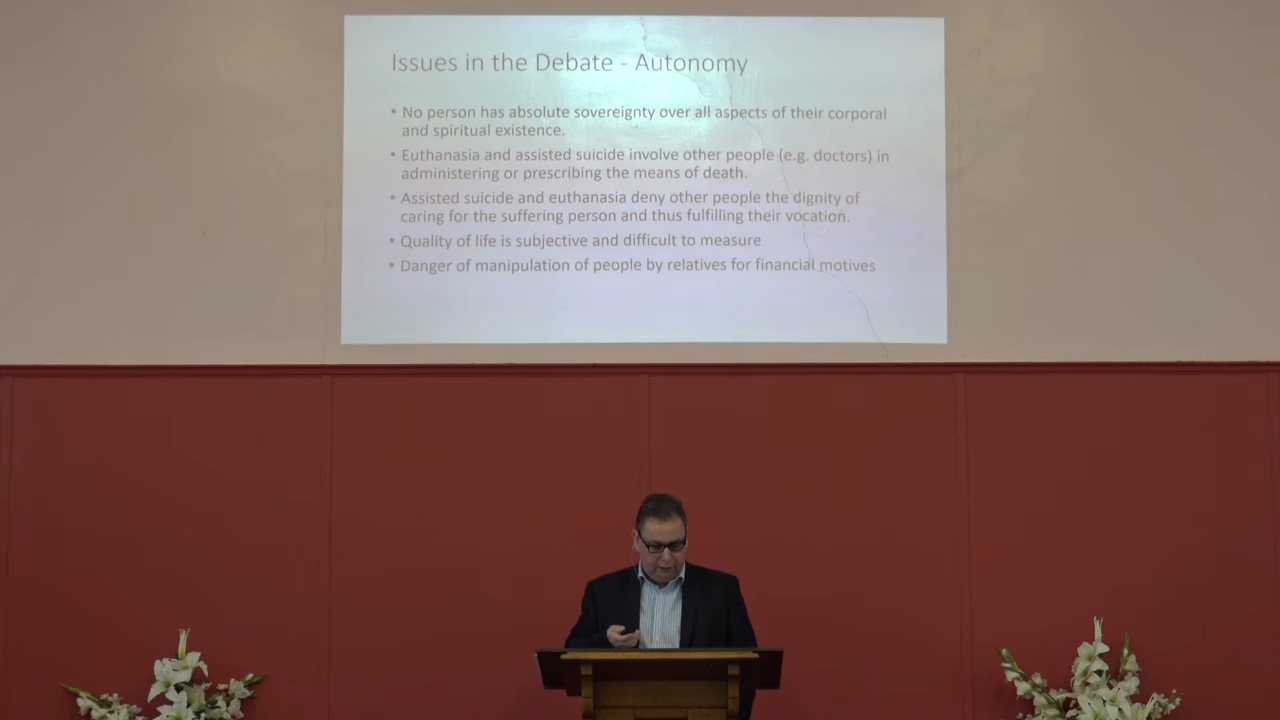 Issues in the Debate - Autonomy
• No person has absolute sovereignty over all aspects of their corporal
and spiritual existence.
• Euthanasia and assisted suicide involve other people (e.g. doctors) in
administering or prescribing the means of death.
• Assisted suicide and euthanasia deny other people the dignity of
caring for the suffering person and thus fulfilling their vocation.
• Quality of life is subjective and difficult to measure
• Danger of manipulation of people by relatives for financial motives